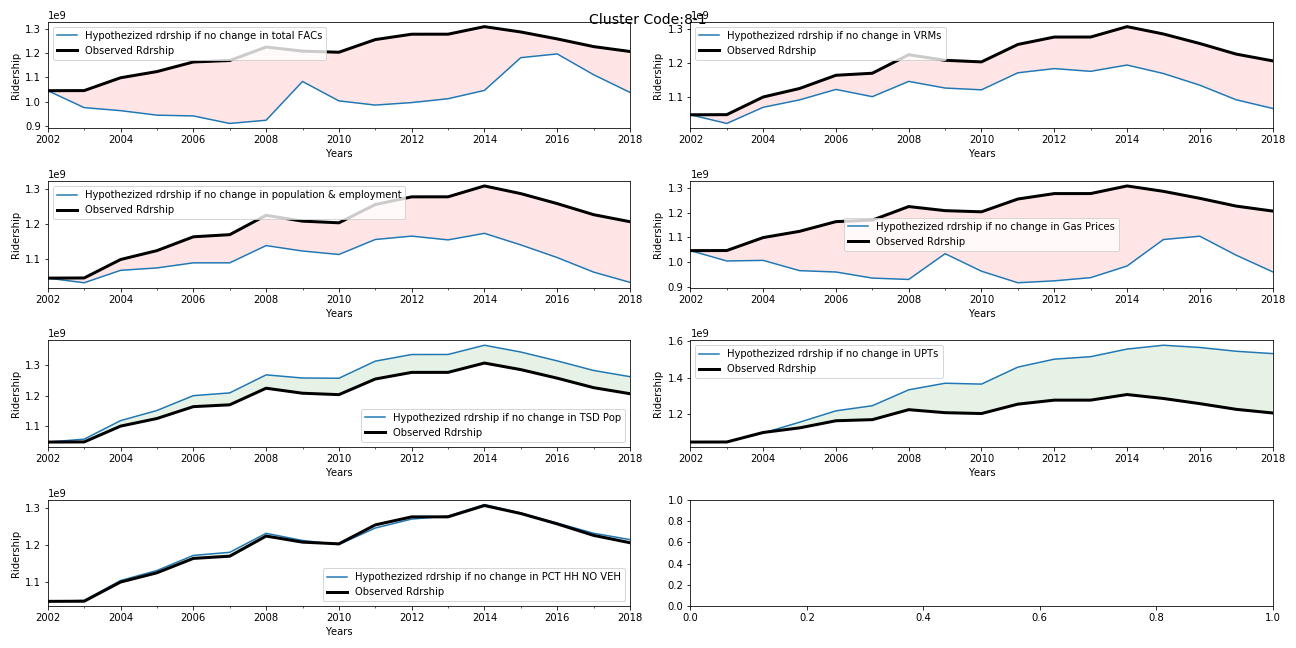 Cluster Code:8-1
1e9
Hypothezized rdrship if no change in total FACs
Observed Rdrship
1.3
1.2
1.1
1.0
0.9
Ridership
2002 2004 2006 2008 2010 2012 2014 2016 2018
Years
1e9
Hypothezized rdrship if no change in VRMs
Observed Rdrship
1.3
1.2
1.1
Ridership
2002 2004 2006 2008 2010 2012 2014 2016 2018
Years
1e9
Hypothezized rdrship if no change in population & employment
Observed Rdrship
1.3
1.2
1.1
Ridership
2002 2004 2006 2008 2010 2012 2014 2016 2018
Years
1e9
Hypothezized rdrship if no change in Gas Prices
Observed Rdrship
1.3
1.2
1.1
1.0
0.9
Ridership
2002 2004 2006 2008 2010 2012 2014 2016 2018
Years
1e9
Hypothezized rdrship if no change in TSD Pop
Observed Rdrship
1.3
1.2
1.1
Ridership
2002 2004 2006 2008 2010 2012 2014 2016 2018
Years
1e9
Hypothezized rdrship if no change in UPTs
Observed Rdrship
1.6
1.4
1.2
Ridership
2002 2004 2006 2008 2010 2012 2014 2016 2018
Years
1e9
Hypothezized rdrship if no change in PCT HH NO VEH
Observed Rdrship
1.3
1.2
1.1
Ridership
2002 2004 2006 2008 2010 2012 2014 2016 2018
Years
1.0
0.8
0.6
0.4
0.2
0.0
0.0 0.2 0.4 0.6 0.8 1.0